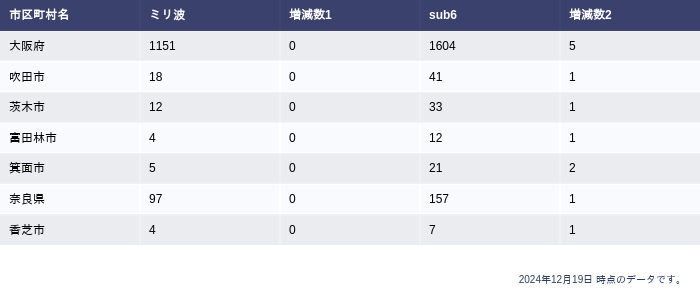 市区町村名 ミリ波 増減数1 sub6 増減数2
大阪府 1151 0 1604 5
吹田市 18 0 41 1
茨木市 12 0 33 1
富田林市 4 0 12 1
箕面市 5 0 21 2
奈良県 97 0 157 1
香芝市 4 0 7 1
2024年12月19日 時点のデータです。